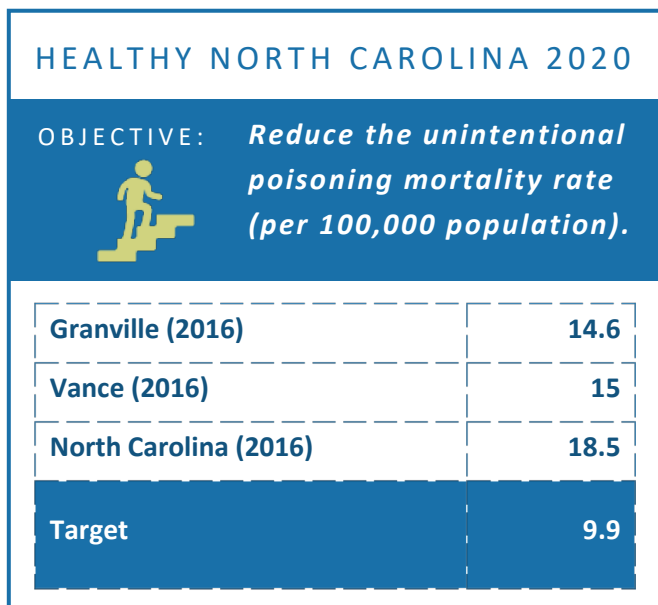 HEALTHY NORTH CAROLINA 2020
OBJECTIVE: Reduce the unintentional
poisoning mortality rate
(per 100,000 population).
Granville (2016) 14.6
Vance (2016) 15
North Carolina (2016) 18.5
Target 9.9